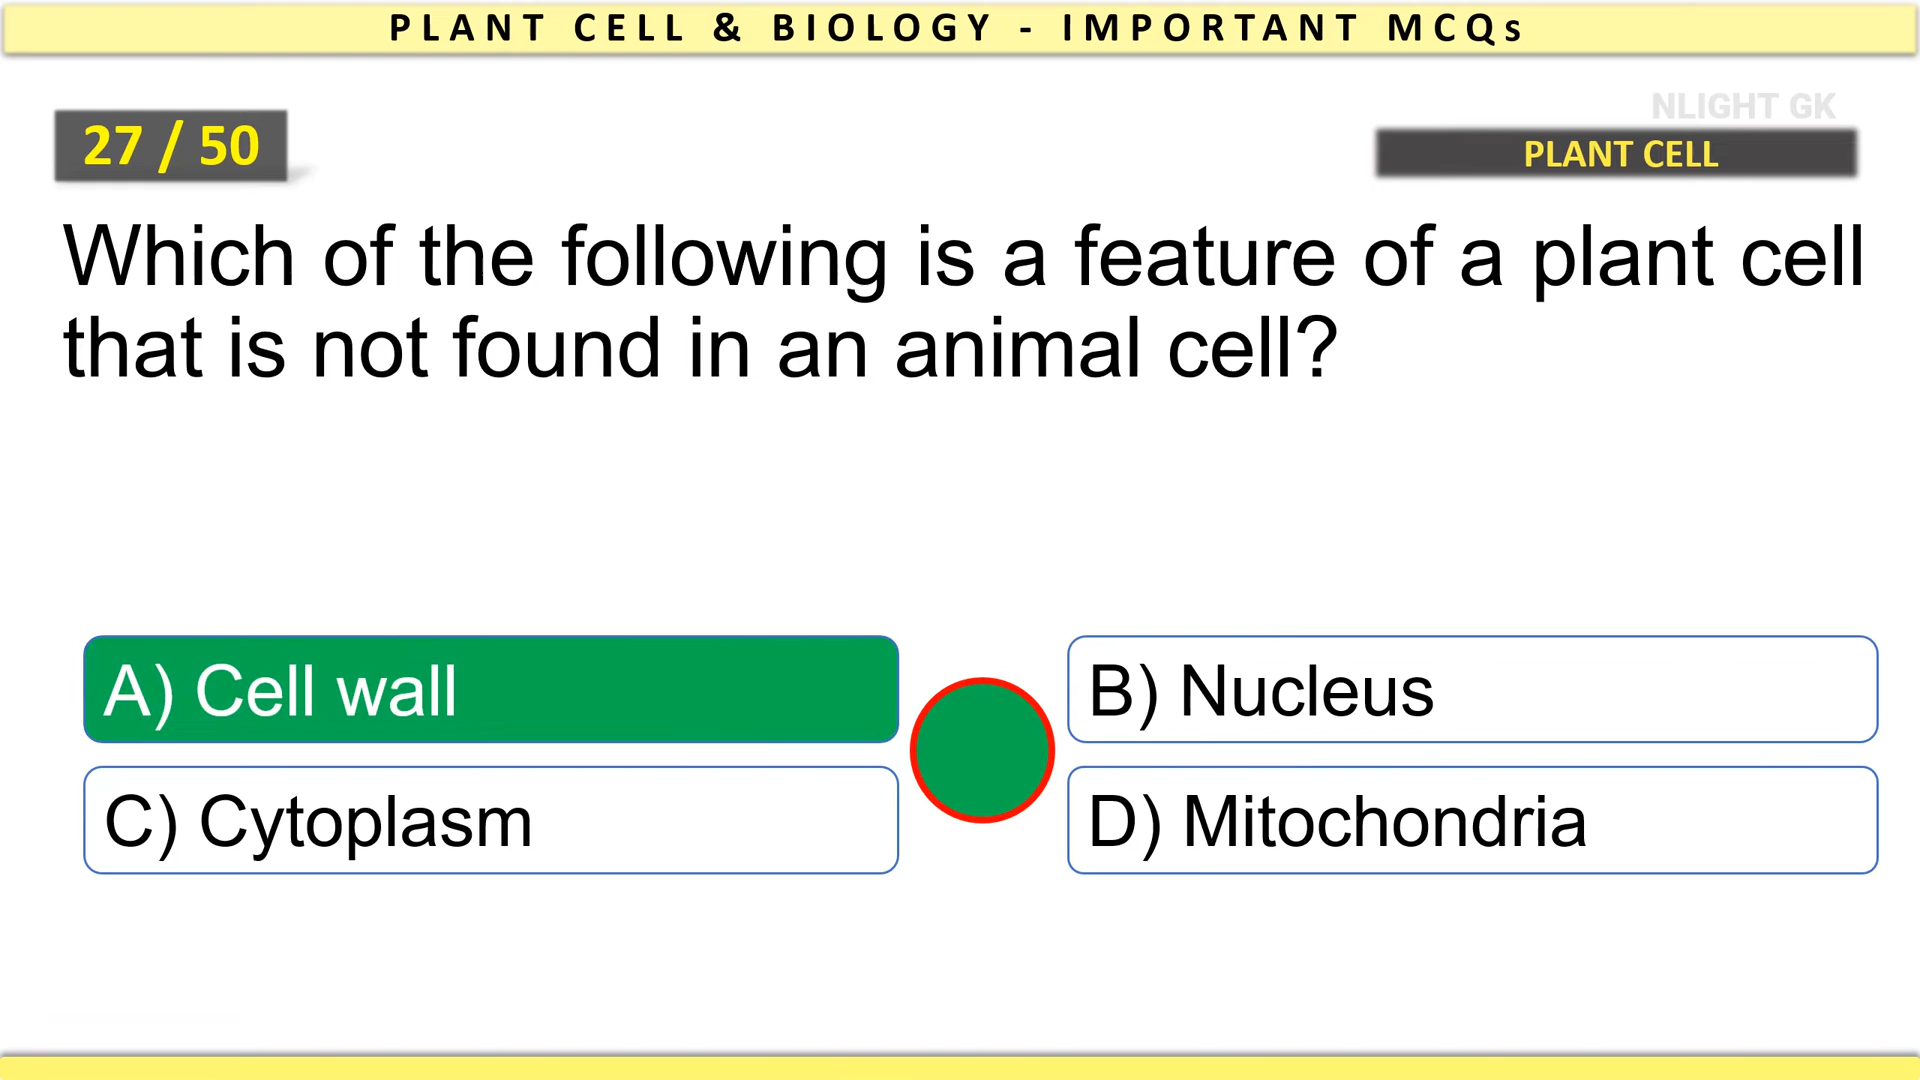 PLANT CELL & BIOLOGY - IMPORTANT MCQs
NLIGHT GK
27 / 50
PLANT CELL
Which of the following is a feature of a plant cell
that is not found in an animal cell?
A) Cell wall
B) Nucleus
C) Cytoplasm
D) Mitochondria